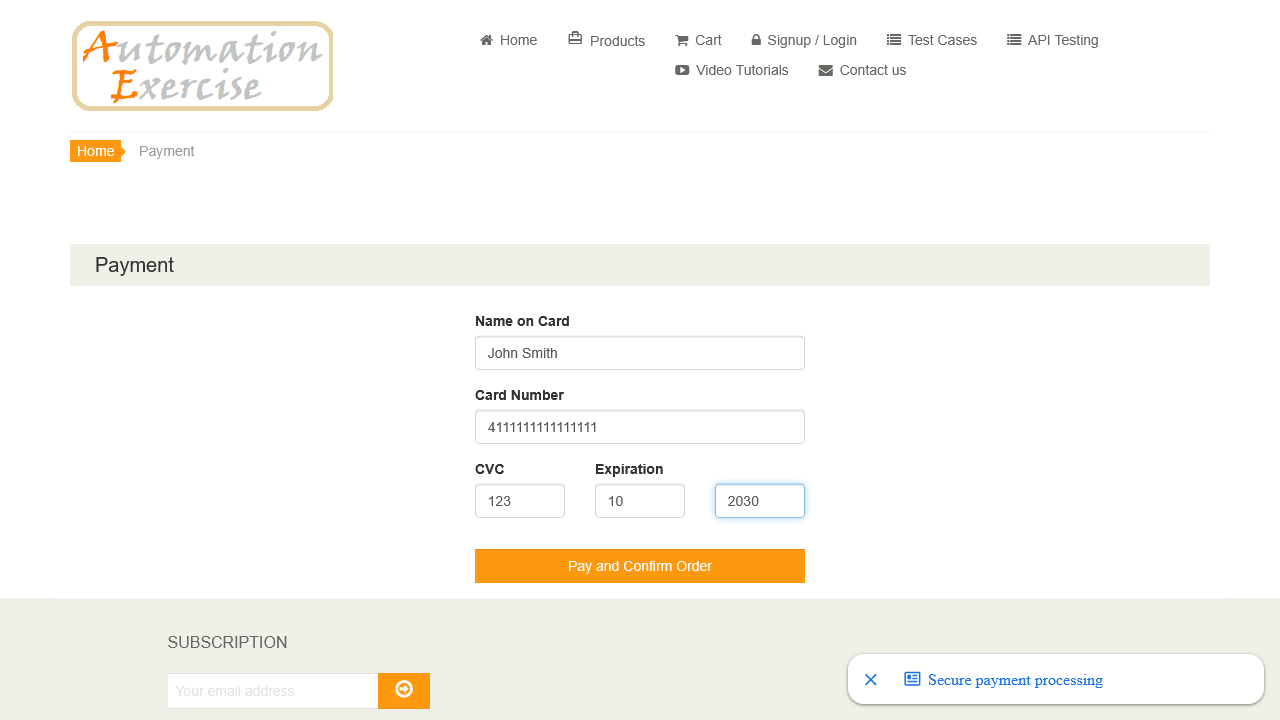 Automation
Exercise
Home
Products
Cart
Signup / Login
Test Cases
API Testing
Video Tutorials
Contact us
Home
Payment
Payment
Name on Card
John Smith
Card Number
4111111111111111
CVC
Expiration
123
10
2030
Pay and Confirm Order
SUBSCRIPTION
Your email address
Secure payment processing